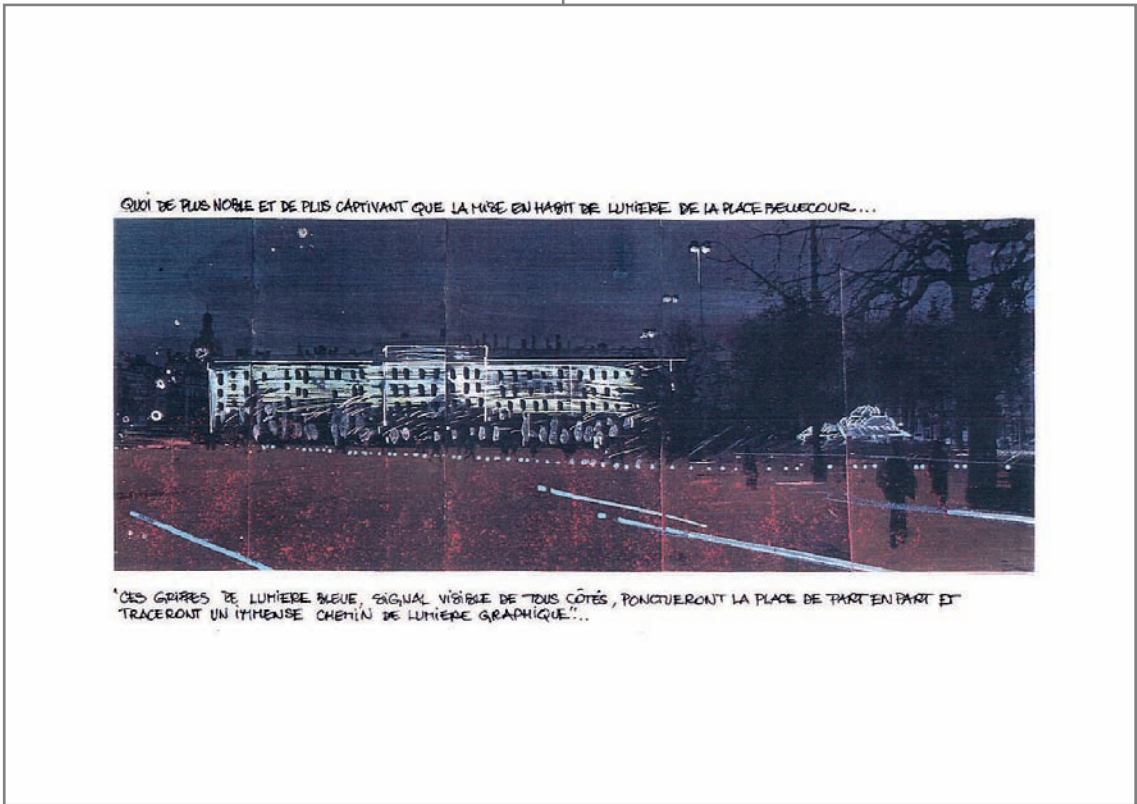 QUOI DE PLUS NOBLE ET DE PLUS CAPTIVANT QUE LA MISE EN HABIT DE LUMIERE DE LA PLACE BELLECOUR...
"CES GRIFFES DE LUMIERE BLEUE, SIGNAL VISIBLE DE TOUS CÔTÉS, PONCTUERONT LA PLACE DE PART EN PART ET
TRACERONT UN IMMENSE CHEMIN DE LUMIÈRE GRAPHIQUE"...